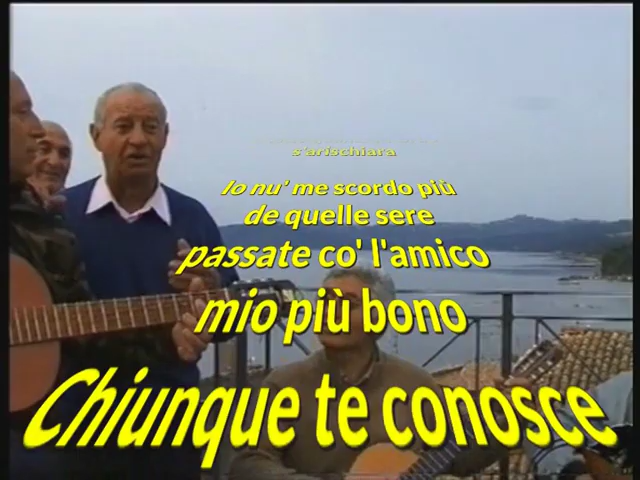 s'arischiara
Io nu' me scordo più
de quelle sere
passate co' l'amico
mio più bono
Chiunque te conosce